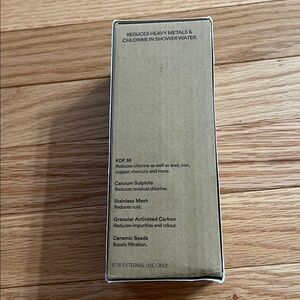 REDUCES HEAVY METALS &
CHLORINE IN SHOWER WATER.
KDF 55
Reduces chlorine as well as lead, iron,
copper, mercury and more.
Calcium Sulphite
Reduces residual chlorine.
Stainless Mesh
Reduces rust.
Granular Activated Carbon
Reduces impurities and odour.
Ceramic Beads
Boosts filtration.
FOR EXTERNAL USE ONLY